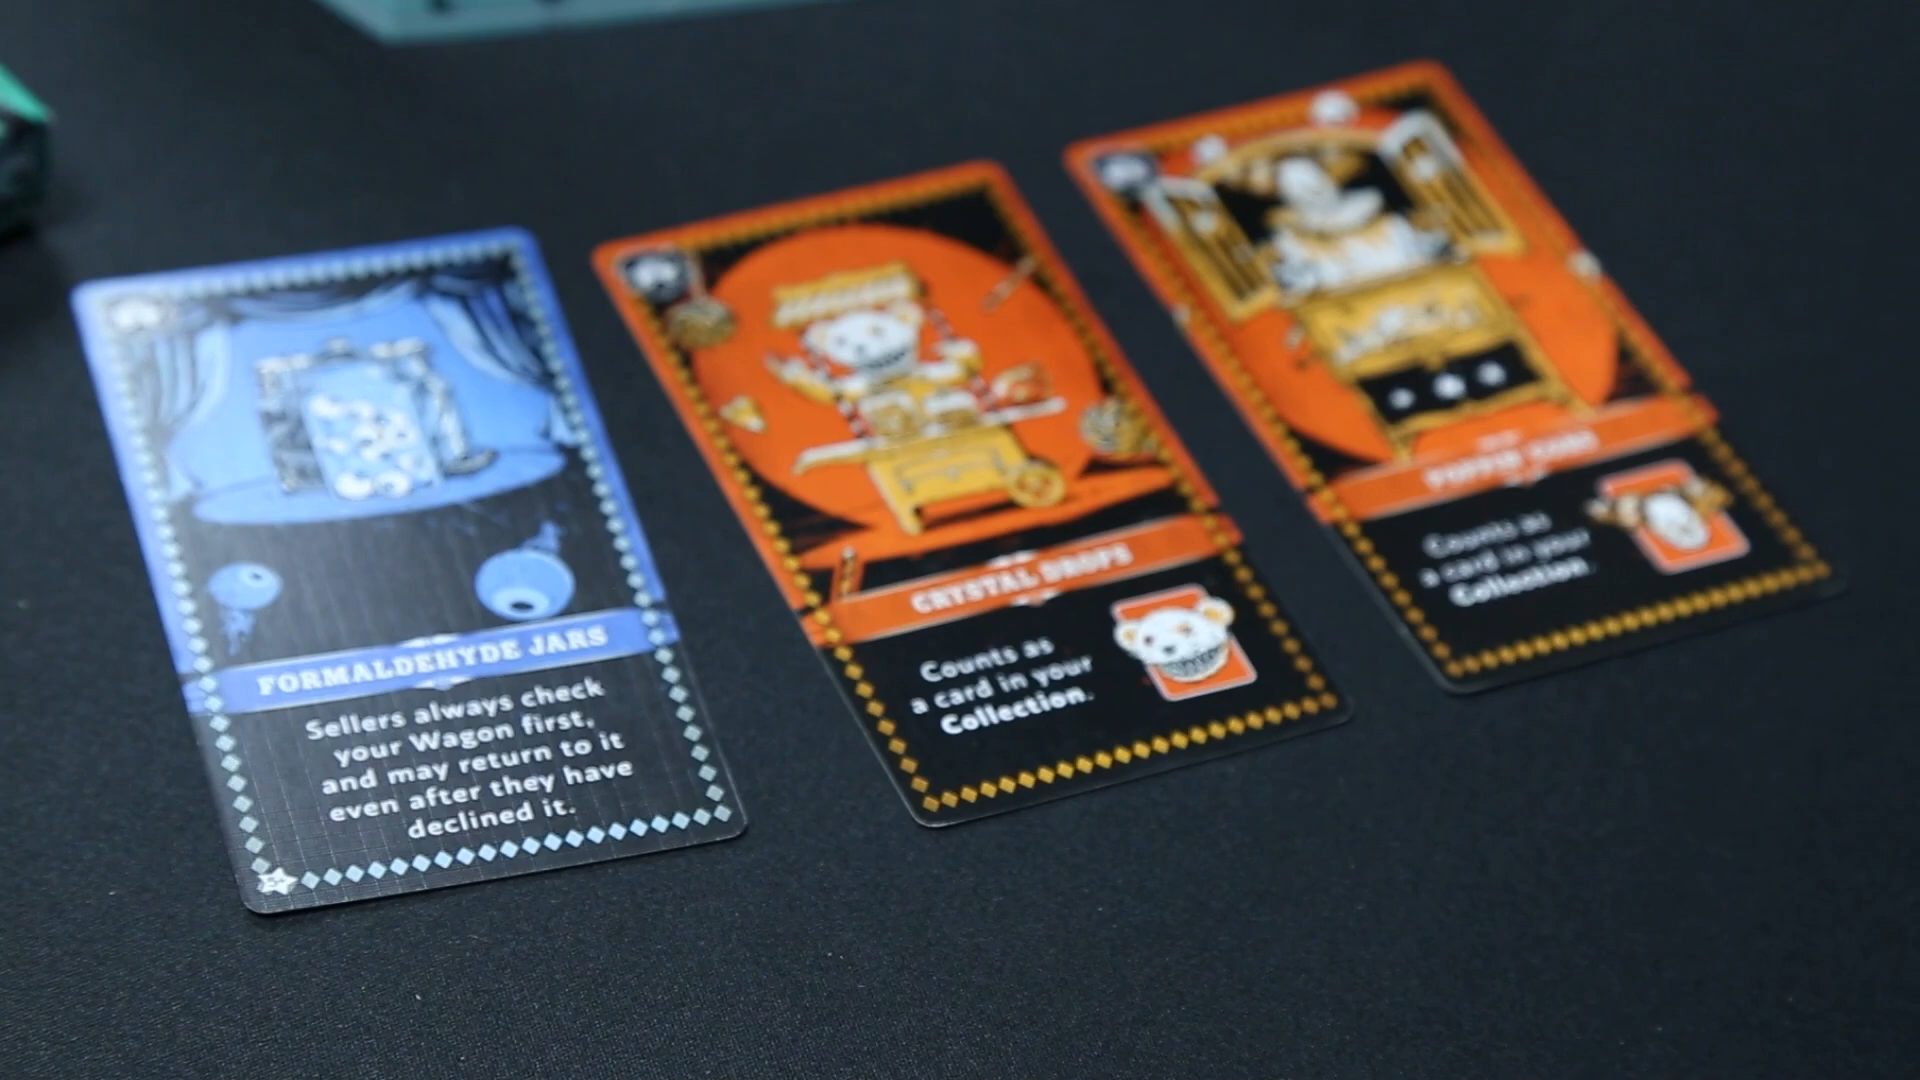 FORMALDEHYDE JARS
Sellers always check
your Wagon first,
and may return to it
even after they have
declined it.
CRYSTAL DROPS
Counts as
a card in your
Collection.
Counts as
a card in your
Collection.